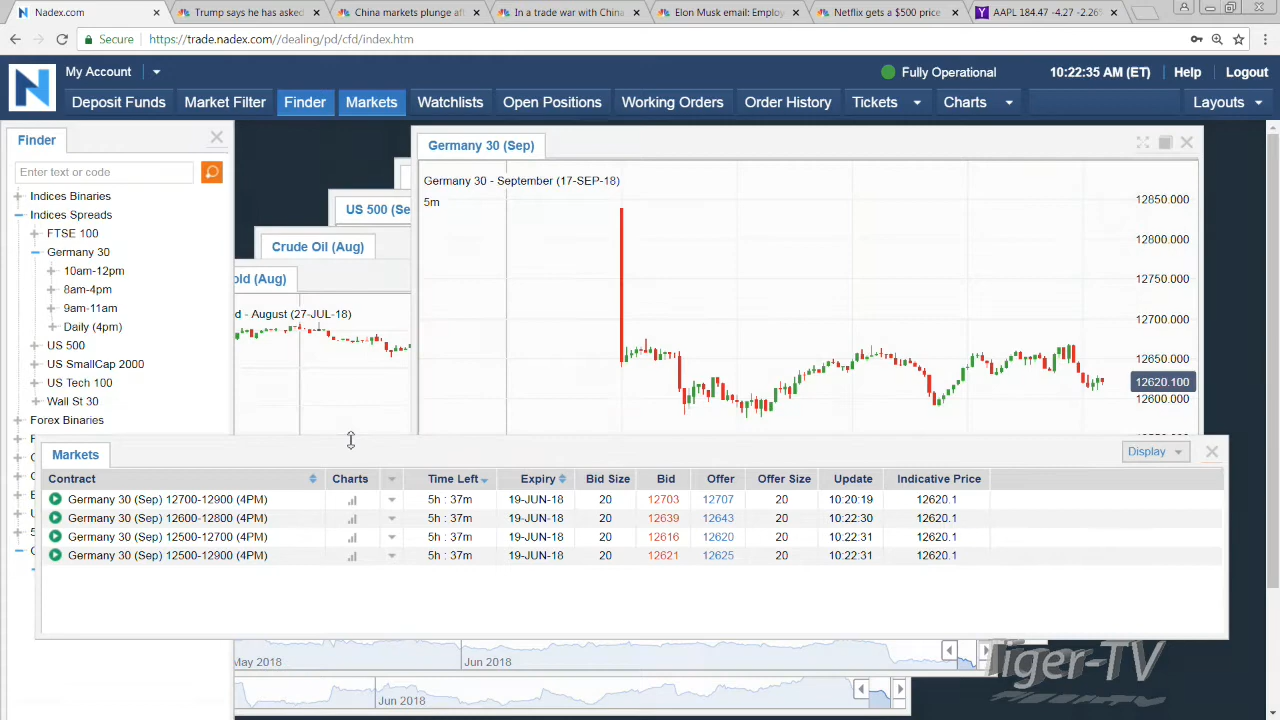 Nadex.com
Trump says he has asked
China markets plunge aft
In a trade war with China
Elon Musk email: Employ
Netflix gets a $500 price
AAPL 184.47 -4.27 -2.26%
Secure
https://trade.nadex.com//dealing/pd/cfd/index.htm
N
My Account
Fully Operational
10:22:35 AM (ET)
Help
Logout
Deposit Funds
Market Filter
Finder
Markets
Watchlists
Open Positions
Working Orders
Order History
Tickets
Charts
Layouts
Finder
Enter text or code
Indices Binaries
Indices Spreads
FTSE 100
Germany 30
10am-12pm
8am-4pm
9am-11am
Daily (4pm)
US 500
US SmallCap 2000
US Tech 100
Wall St 30
Forex Binaries
US 500 (Se
Crude Oil (Aug)
old (Aug)
d - August (27-JUL-18)
Germany 30 (Sep)
Germany 30 - September (17-SEP-18)
5m
12850.000
12800.000
12750.000
12700.000
12650.000
12620.100
12600.000
Markets
Display
Contract Charts Time Left Expiry Bid Size Bid Offer Offer Size Update Indicative Price
Germany 30 (Sep) 12700-12900 (4PM) 5h : 37m 19-JUN-18 20 12703 12707 20 10:20:19 12620.1
Germany 30 (Sep) 12600-12800 (4PM) 5h : 37m 19-JUN-18 20 12639 12643 20 10:22:30 12620.1
Germany 30 (Sep) 12500-12700 (4PM) 5h : 37m 19-JUN-18 20 12616 12620 20 10:22:31 12620.1
Germany 30 (Sep) 12500-12900 (4PM) 5h : 37m 19-JUN-18 20 12621 12625 20 10:22:31 12620.1
May 2018
Jun 2018
Jun 2018
Tiger-TV